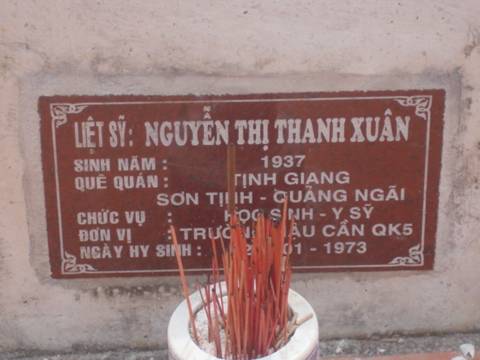 LIỆT SỸ: NGUYỄN THỊ THANH XUÂN
SINH NĂM : 1937
QUÊ QUÁN : TỊNH GIANG
SƠN TỊNH - QUẢNG NGÃI
CHỨC VỤ : HỌC SINH - Y SỸ
ĐƠN VỊ : CÁN QK5
NGÀY HY SINH : 01 - 1973